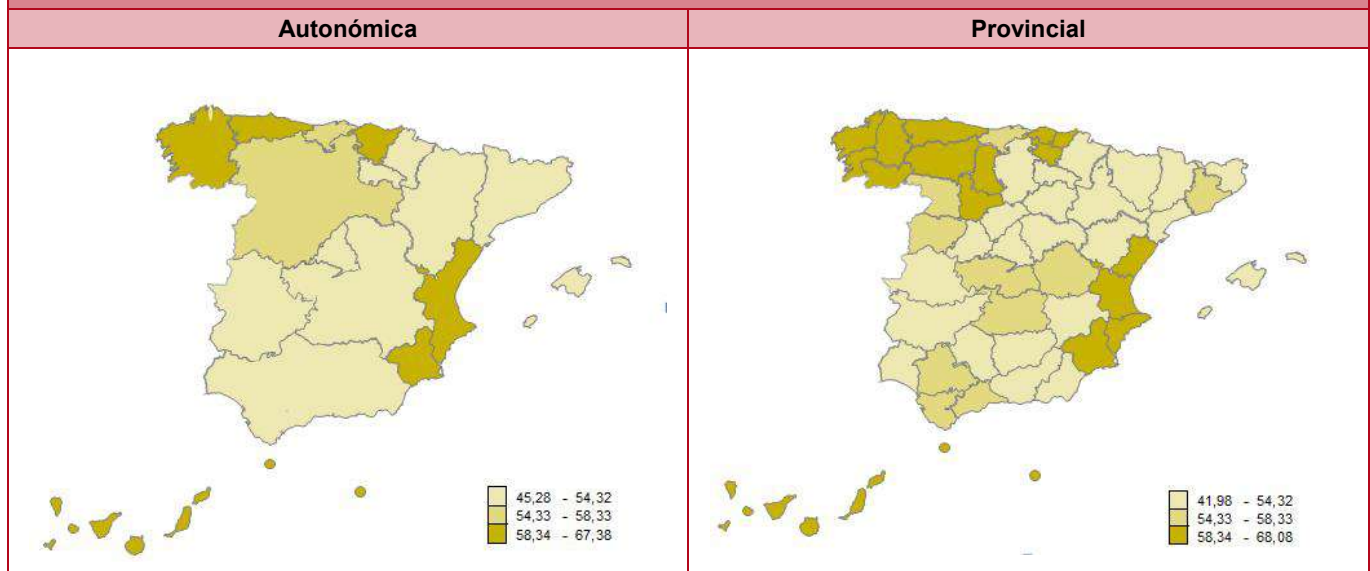 Autonómica
Provincial
45,28 - 54,32
54,33 - 58,33
58,34 - 67,38
41,98 - 54,32
54,33 - 58,33
58,34 - 68,08